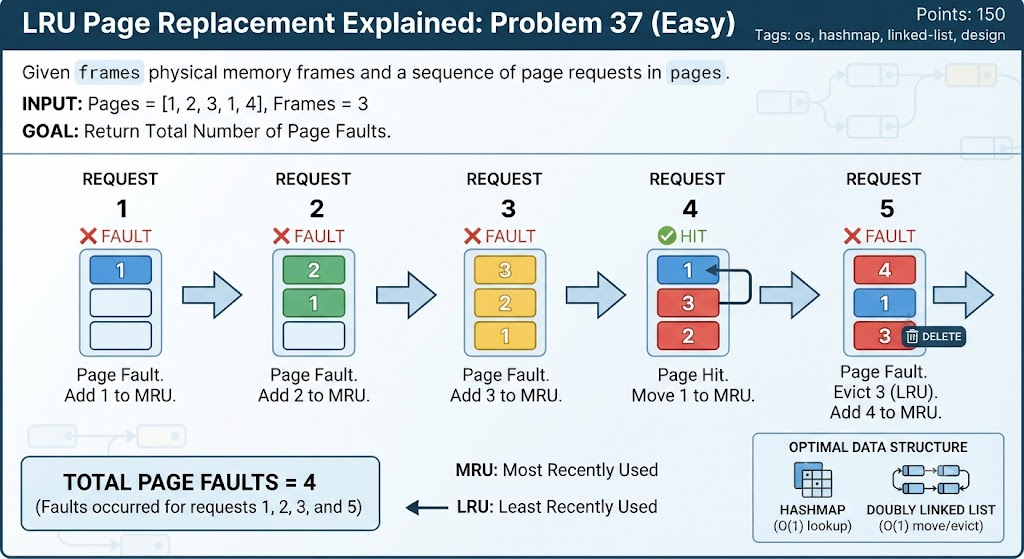 LRU Page Replacement Explained: Problem 37 (Easy)
Points: 150
Tags: os, hashmap, linked-list, design
Given frames physical memory frames and a sequence of page requests in pages.
INPUT: Pages = [1, 2, 3, 1, 4], Frames = 3
GOAL: Return Total Number of Page Faults.
REQUEST
1
FAULT
1
Page Fault.
Add 1 to MRU.
REQUEST
2
FAULT
2
1
Page Fault.
Add 2 to MRU.
REQUEST
3
FAULT
3
2
1
Page Fault.
Add 3 to MRU.
REQUEST
4
HIT
1
3
2
Page Hit.
Move 1 to MRU.
REQUEST
5
FAULT
4
1
3
DELETE
Page Fault.
Evict 3 (LRU).
Add 4 to MRU.
TOTAL PAGE FAULTS = 4
(Faults occurred for requests 1, 2, 3, and 5)
MRU: Most Recently Used
LRU: Least Recently Used
OPTIMAL DATA STRUCTURE
HASHMAP
(O(1) lookup)
DOUBLY LINKED LIST
(O(1) move/evict)